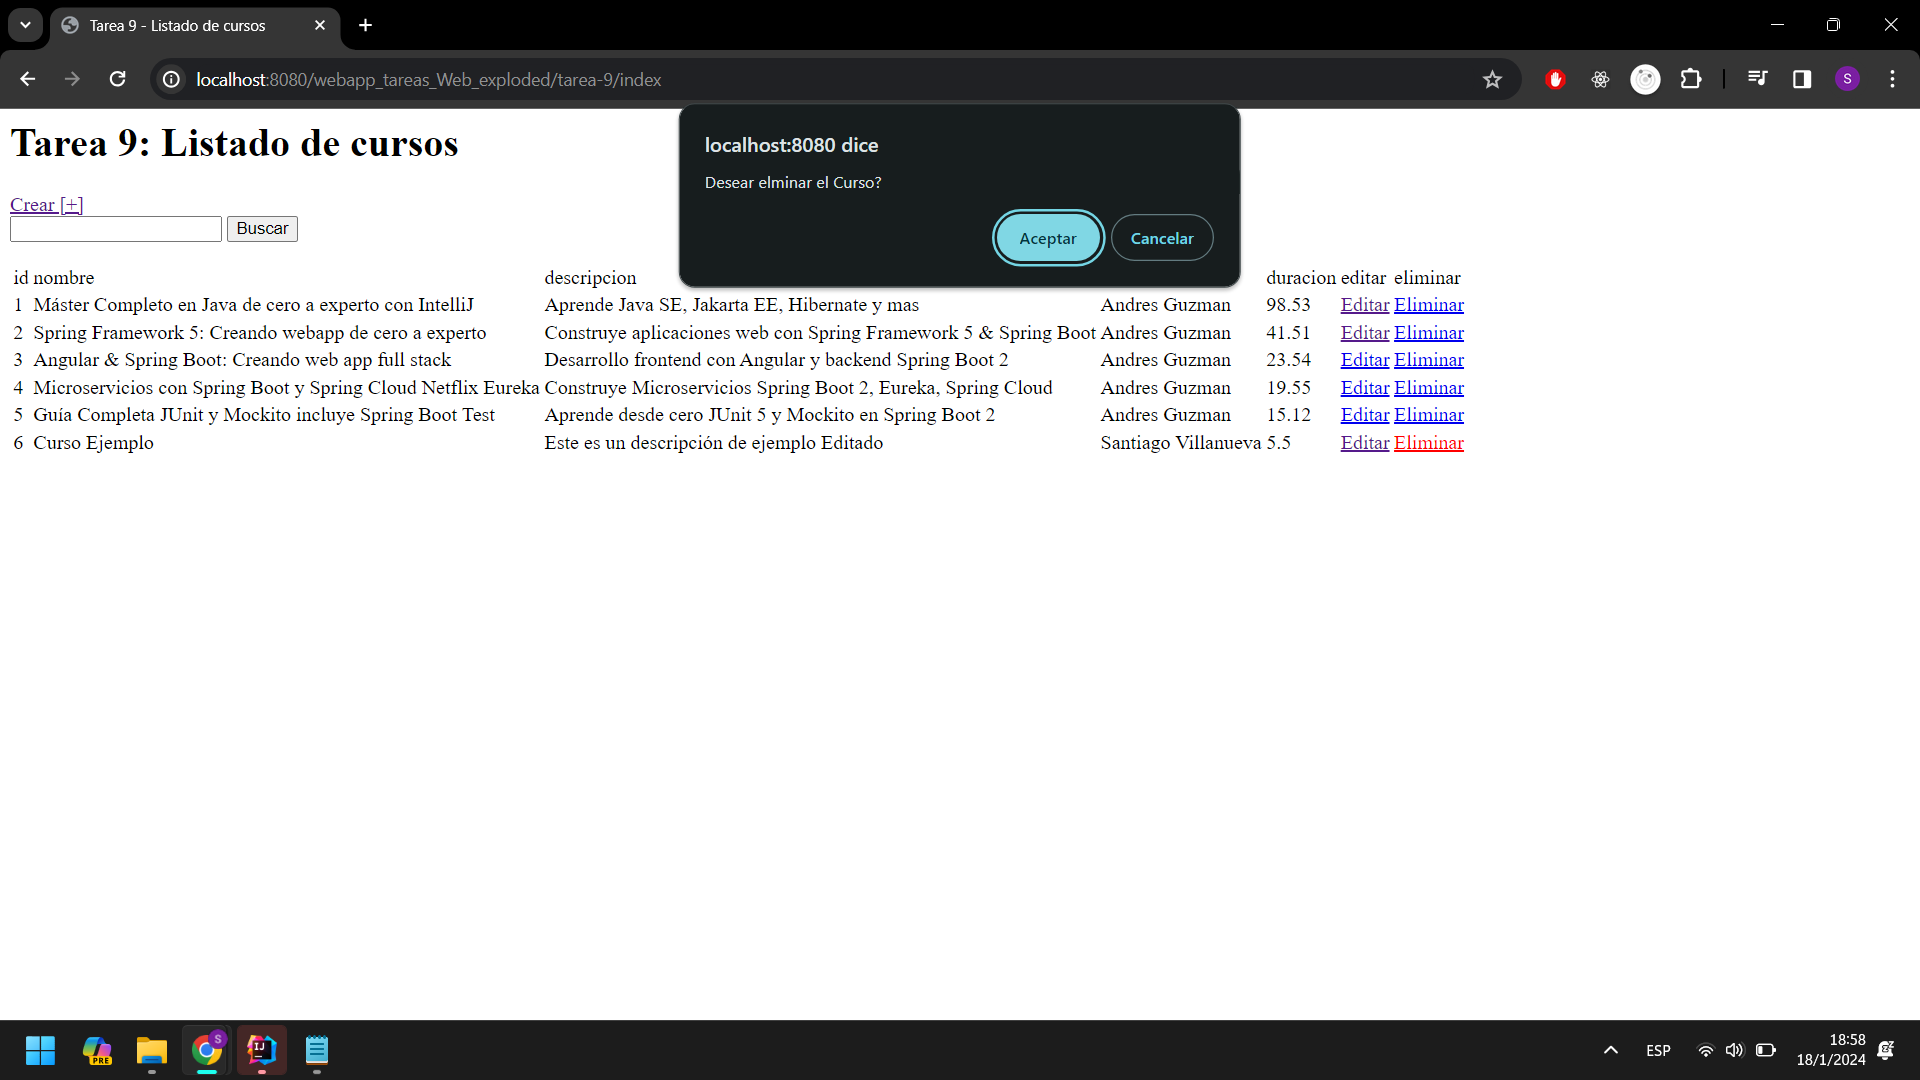 Tarea 9 - Listado de cursos
localhost:8080/webapp_tareas_Web_exploded/tarea-9/index
S
Tarea 9: Listado de cursos
localhost:8080 dice
Desear elminar el Curso?
Aceptar Cancelar
Crear [+]
Buscar
id nombre descripcion duracion editar eliminar
1 Máster Completo en Java de cero a experto con IntelliJ Aprende Java SE, Jakarta EE, Hibernate y mas Andres Guzman 98.53 Editar Eliminar
2 Spring Framework 5: Creando webapp de cero a experto Construye aplicaciones web con Spring Framework 5 & Spring Boot Andres Guzman 41.51 Editar Eliminar
3 Angular & Spring Boot: Creando web app full stack Desarrollo frontend con Angular y backend Spring Boot 2 Andres Guzman 23.54 Editar Eliminar
4 Microservicios con Spring Boot y Spring Cloud Netflix Eureka Construye Microservicios Spring Boot 2, Eureka, Spring Cloud Andres Guzman 19.55 Editar Eliminar
5 Guía Completa JUnit y Mockito incluye Spring Boot Test Aprende desde cero JUnit 5 y Mockito en Spring Boot 2 Andres Guzman 15.12 Editar Eliminar
6 Curso Ejemplo Este es un descripción de ejemplo Editado Santiago Villanueva 5.5 Editar Eliminar
PRE
S
IJ
ESP
18:58
18/1/2024